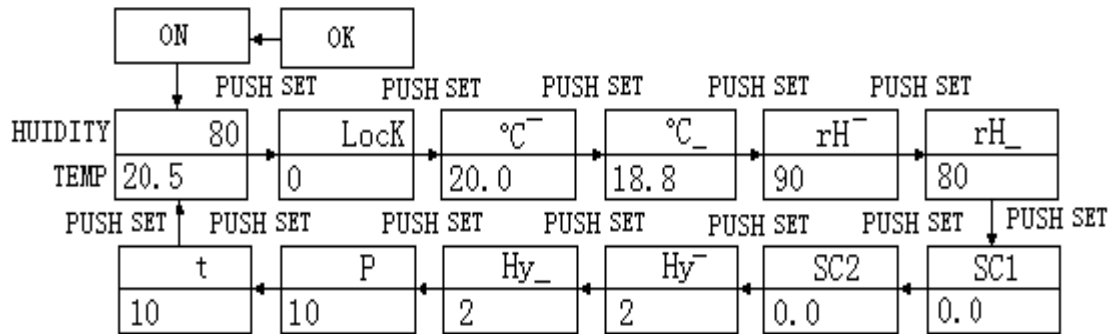 ON OK
PUSH SET PUSH SET PUSH SET PUSH SET PUSH SET
HUIDITY 80 LocK °C¯ °C_ rH¯ rH_
TEMP 20.5 0 20.0 18.8 90 80
PUSH SET PUSH SET PUSH SET PUSH SET PUSH SET PUSH SET PUSH SET
t P Hy_ Hy¯ SC2 SC1
10 10 2 2 0.0 0.0